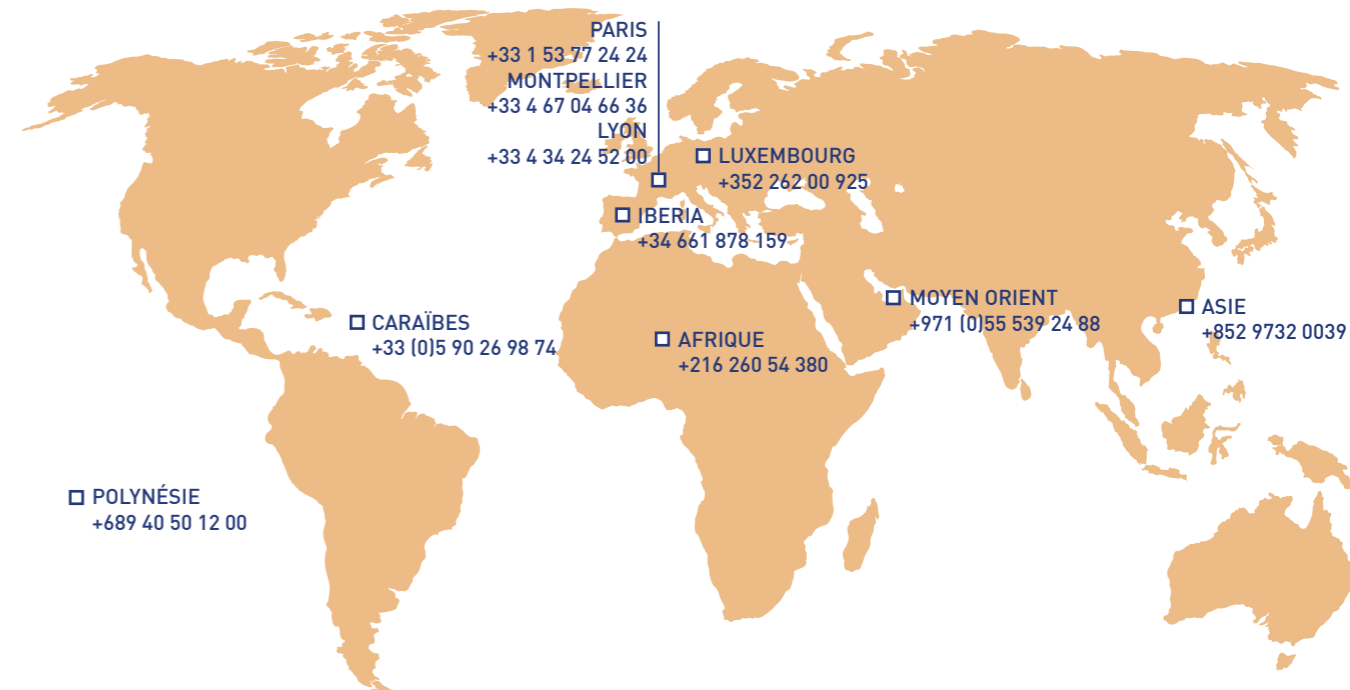 PARIS
+33 1 53 77 24 24
MONTPELLIER
+33 4 67 04 66 36
LYON
+33 4 34 24 52 00
LUXEMBOURG
+352 262 00 925
IBERIA
+34 661 878 159
MOYEN ORIENT
+971 (0)55 539 24 88
ASIE
+852 9732 0039
CARAÏBES
+33 (0)5 90 26 98 74
AFRIQUE
+216 260 54 380
POLYNÉSIE
+689 40 50 12 00